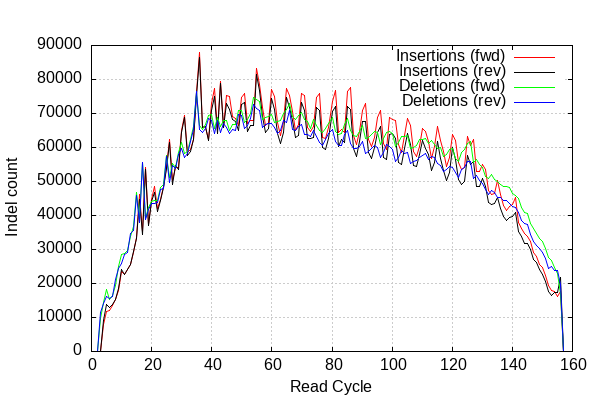 90000
80000
70000
60000
50000
40000
30000
20000
10000
0
Indel count
Insertions (fwd)
Insertions (rev)
Deletions (fwd)
Deletions (rev)
0 20 40 60 80 100 120 140 160
Read Cycle